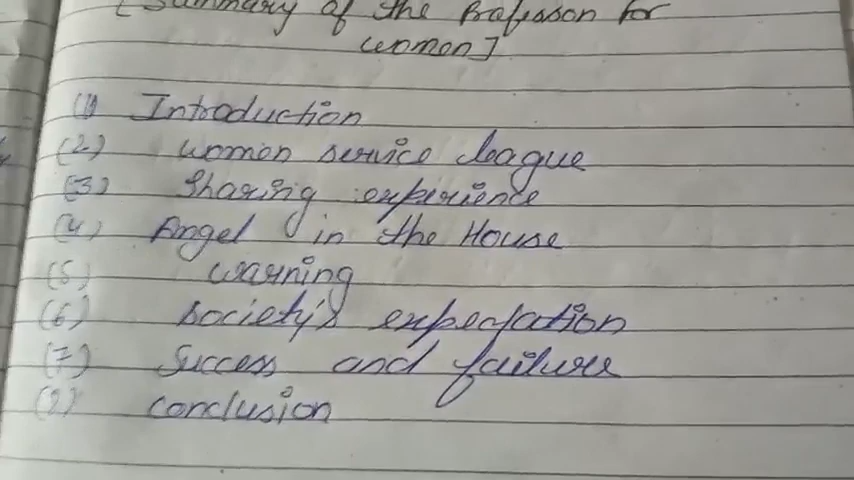 [Summary of the Profession for
women]
(1) Introduction
(2) women service league
(3) Sharing experience
(4) Angel in the House
(5) warning
(6) society's expectation
(7) Success and failure
(8) conclusion